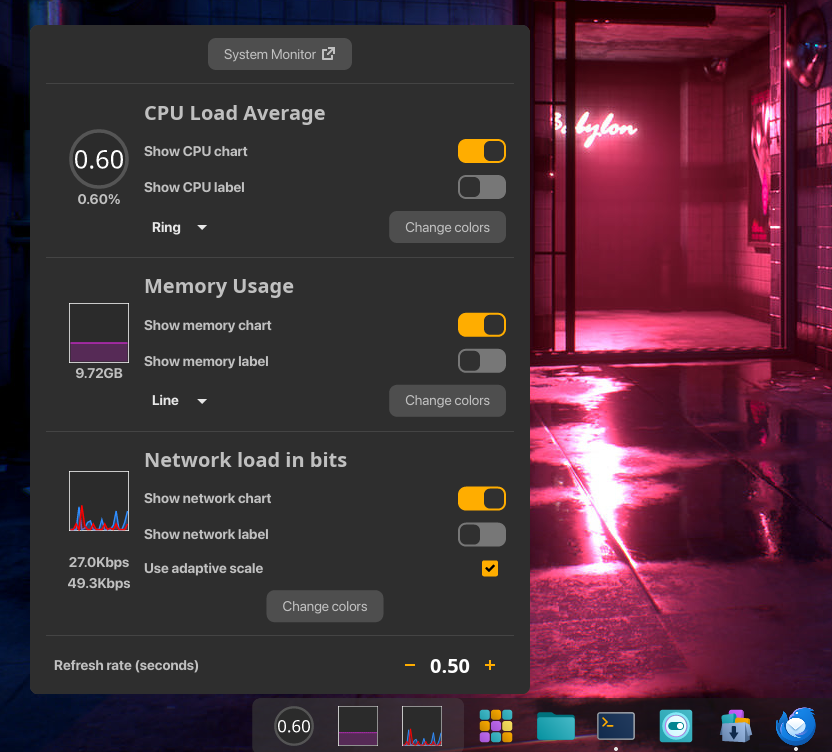 System Monitor
CPU Load Average
0.60
0.60%
Show CPU chart
Show CPU label
Ring
Change colors
Memory Usage
9.72GB
Show memory chart
Show memory label
Line
Change colors
Network load in bits
27.0Kbps
49.3Kbps
Show network chart
Show network label
Use adaptive scale
Change colors
Refresh rate (seconds)
− 0.50 +
0.60
>_
Babylon